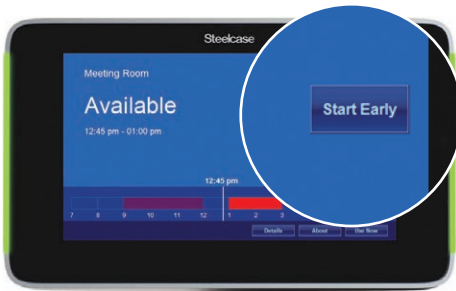 Steelcase
Meeting Room
Available
12:45 pm - 01:00 pm
Start Early
12:45 pm
7 8 9 10 11 12 1 2 3
Details About Use Now